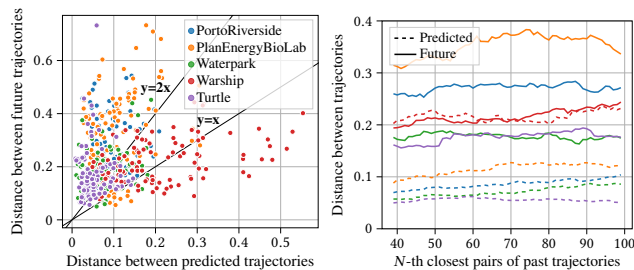 Distance between future trajectories
0.6
0.4
0.2
0
PortoRiverside
PlanEnergyBioLab
Waterpark
Warship
Turtle
y=2x
y=x
0 0.1 0.2 0.3 0.4 0.5
Distance between predicted trajectories
Distance between trajectories
0.4
0.3
0.2
0.1
0
Predicted
Future
40 50 60 70 80 90 100
N-th closest pairs of past trajectories